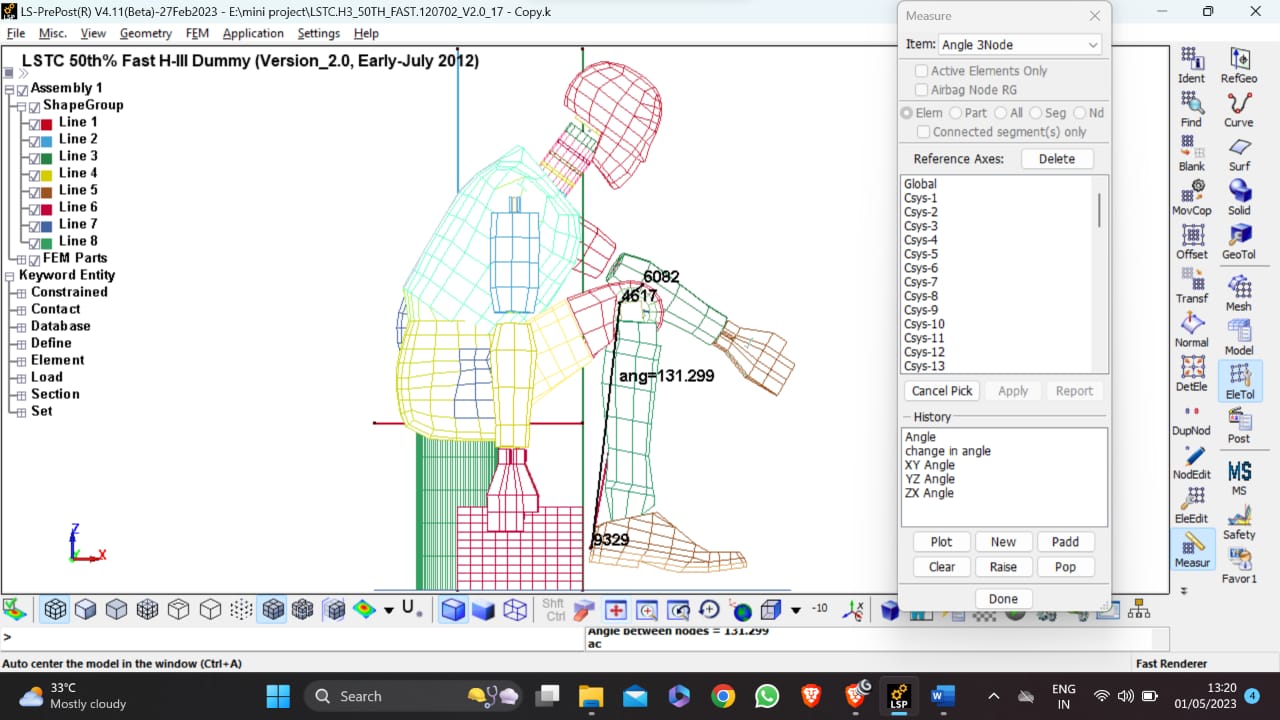 LS-PrePost(R) V4.11(Beta)-27Feb2023 - E:\mini project\LSTC.H3_50TH_FAST.120702_V2.0_17 - Copy.k
File Misc. View Geometry FEM Application Settings Help
LSTC 50th% Fast H-III Dummy (Version_2.0, Early-July 2012)
Assembly 1
ShapeGroup
Line 1
Line 2
Line 3
Line 4
Line 5
Line 6
Line 7
Line 8
FEM Parts
Keyword Entity
Constrained
Contact
Database
Define
Element
Load
Section
Set
6082
4617
ang=131.299
9329
Z
X
Measure
Item: Angle 3Node
Active Elements Only
Airbag Node RG
Elem Part All Seg Nd
Connected segment(s) only
Reference Axes: Delete
Global
Csys-1
Csys-2
Csys-3
Csys-4
Csys-5
Csys-6
Csys-7
Csys-8
Csys-9
Csys-10
Csys-11
Csys-12
Csys-13
Cancel Pick Apply Report
History
Angle
change in angle
XY Angle
YZ Angle
ZX Angle
Plot New Padd
Clear Raise Pop
Done
Ident RefGeo
Find Curve
Blank Surf
MovCop Solid
Offset GeoTol
Transf Mesh
Normal Model
DetEle EleTol
DupNod Post
NodEdit MS
MS
EleEdit Safety
Measur Favor1
Shft
Ctrl
-10
> Angle between nodes = 131.299
ac
Auto center the model in the window (Ctrl+A) Fast Renderer
33°C
Mostly cloudy
Search
LSP
ENG
IN
13:20
01/05/2023
4